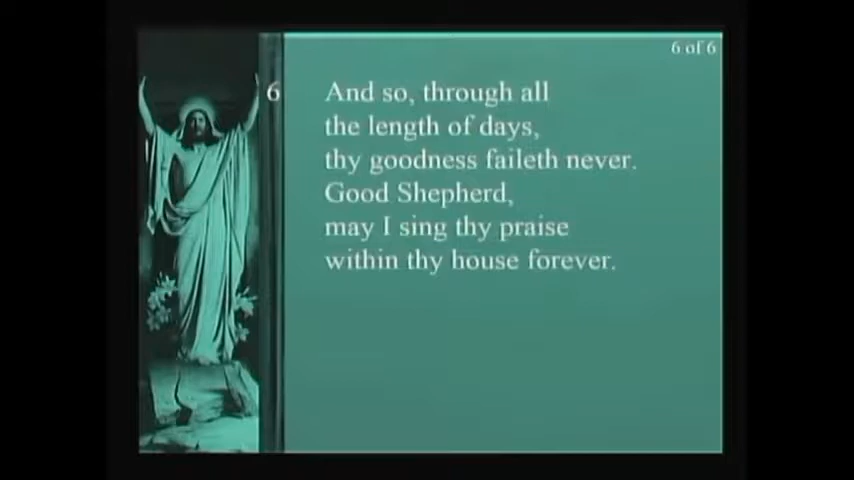 6 of 6
6 And so, through all
the length of days,
thy goodness faileth never.
Good Shepherd,
may I sing thy praise
within thy house forever.